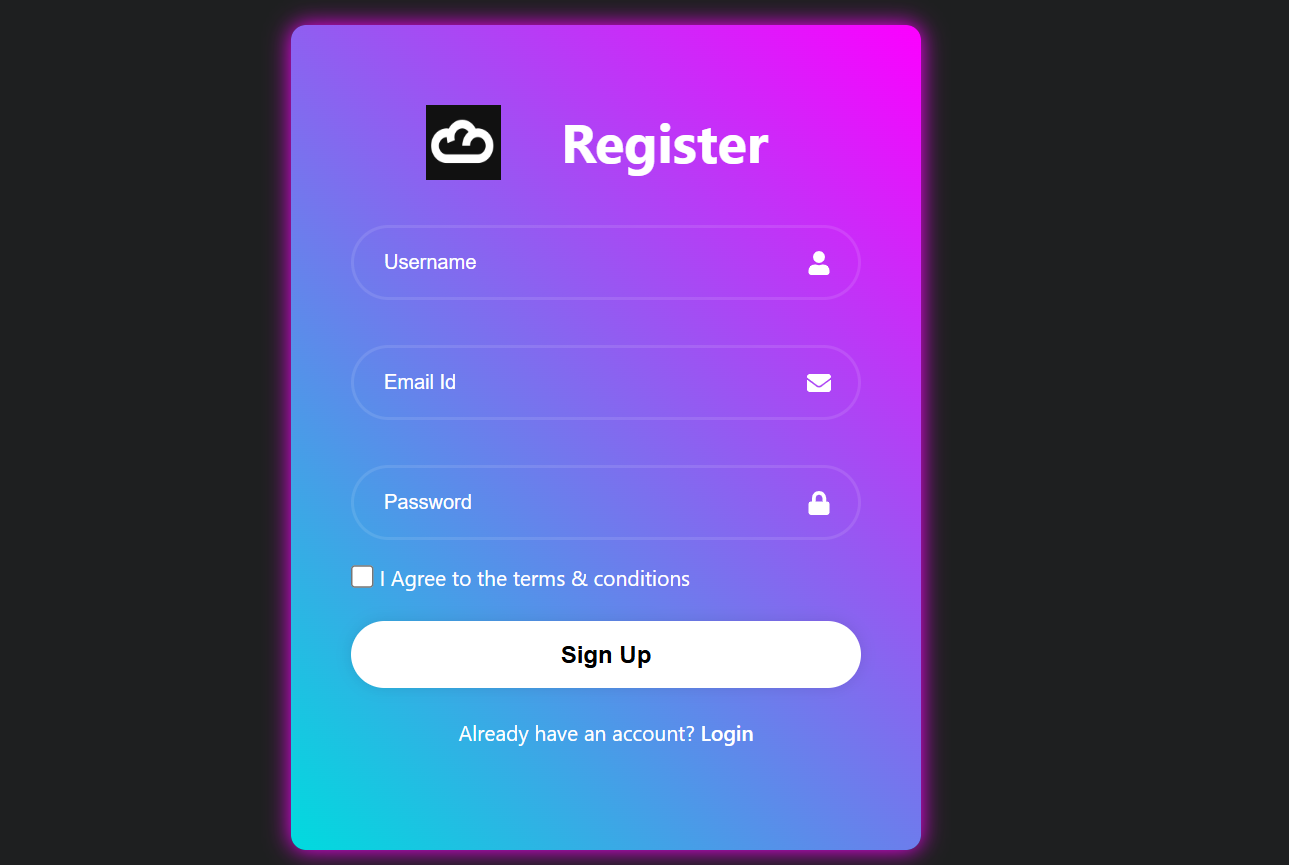 Register
Username
Email Id
Password
I Agree to the terms & conditions
Sign Up
Already have an account? Login